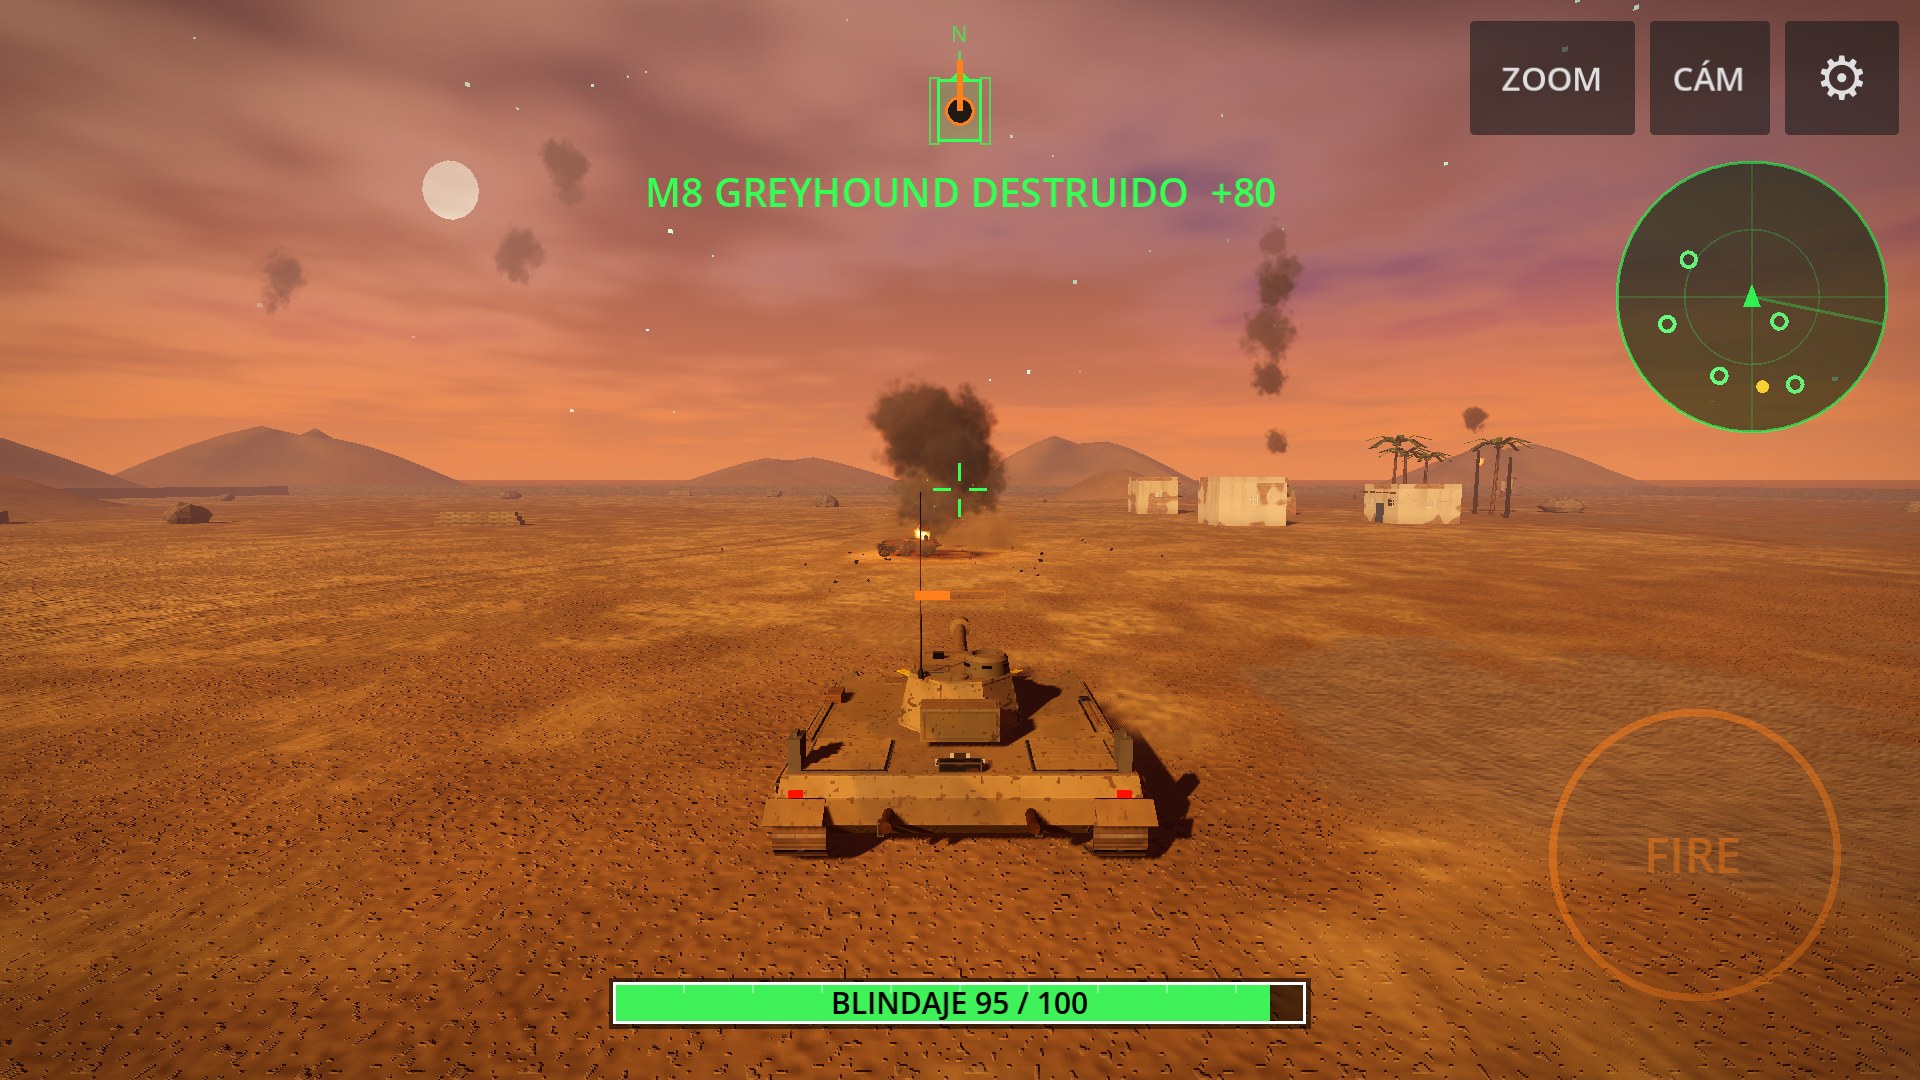 N
ZOOM
CÁM
M8 GREYHOUND DESTRUIDO +80
FIRE
BLINDAJE 95 / 100